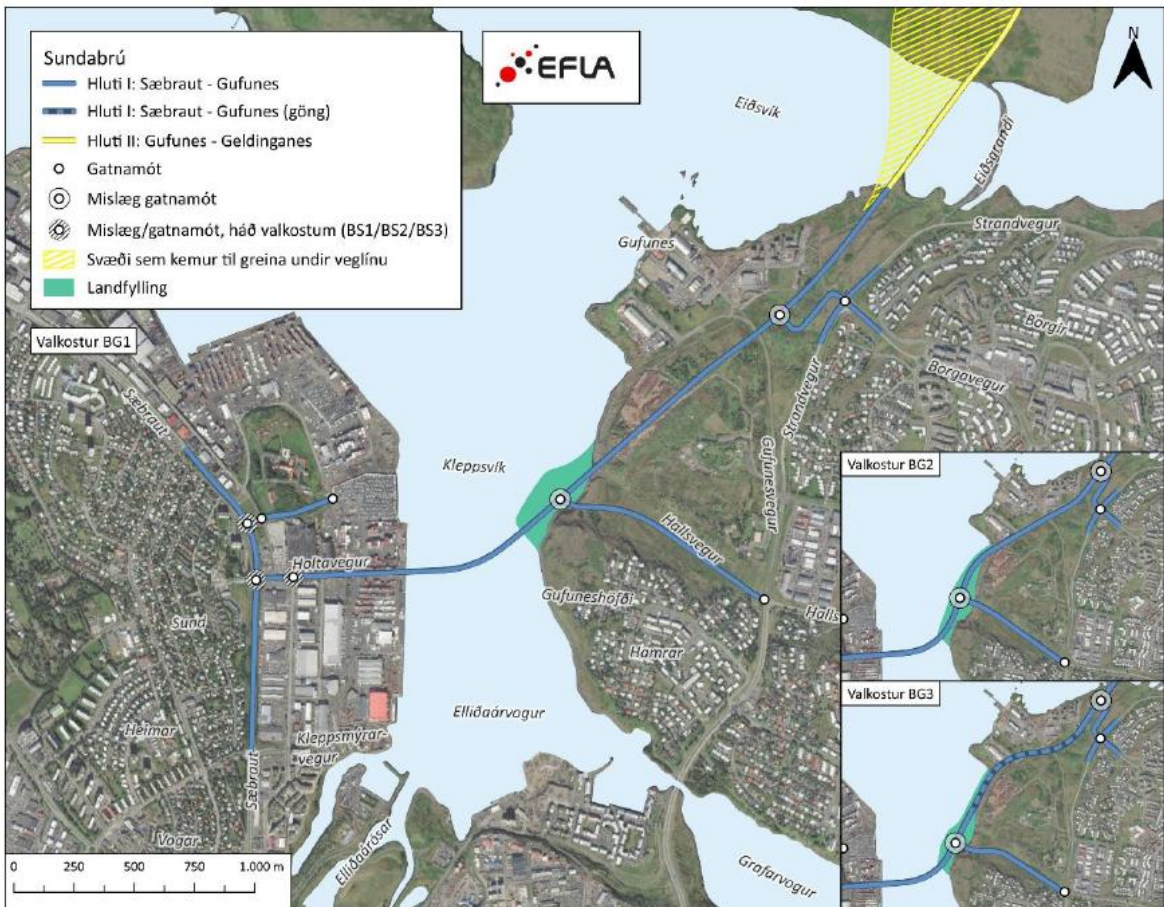 Sundabrú
Hluti I: Sæbraut - Gufunes
Hluti I: Sæbraut - Gufunes (göng)
Hluti II: Gufunes - Geldinganes
Gatnamót
Mislæg gatnamót
Mislæg/gatnamót, háð valkostum (BS1/BS2/BS3)
Svæði sem kemur til greina undir veglínu
Landfylling
EFLA
N
Eiðsvík
Eiðsgrandi
Gufunes
Strandvegur
Borgir
Valkostur BG1
Sæbraut
Strandvegur
Borgavegur
Kleppsvík
Gufunesvegur
Valkostur BG2
Hallsvegur
Holtavegur
Gufuneshöfði
Halls
Sund
Hamrar
Valkostur BG3
Elliðaárvogur
Heimar
Kleppsmýrar-
vegur
Sæbraut
Vogar
Elliðaárósar
Grafarvogur
0 250 500 750 1.000 m